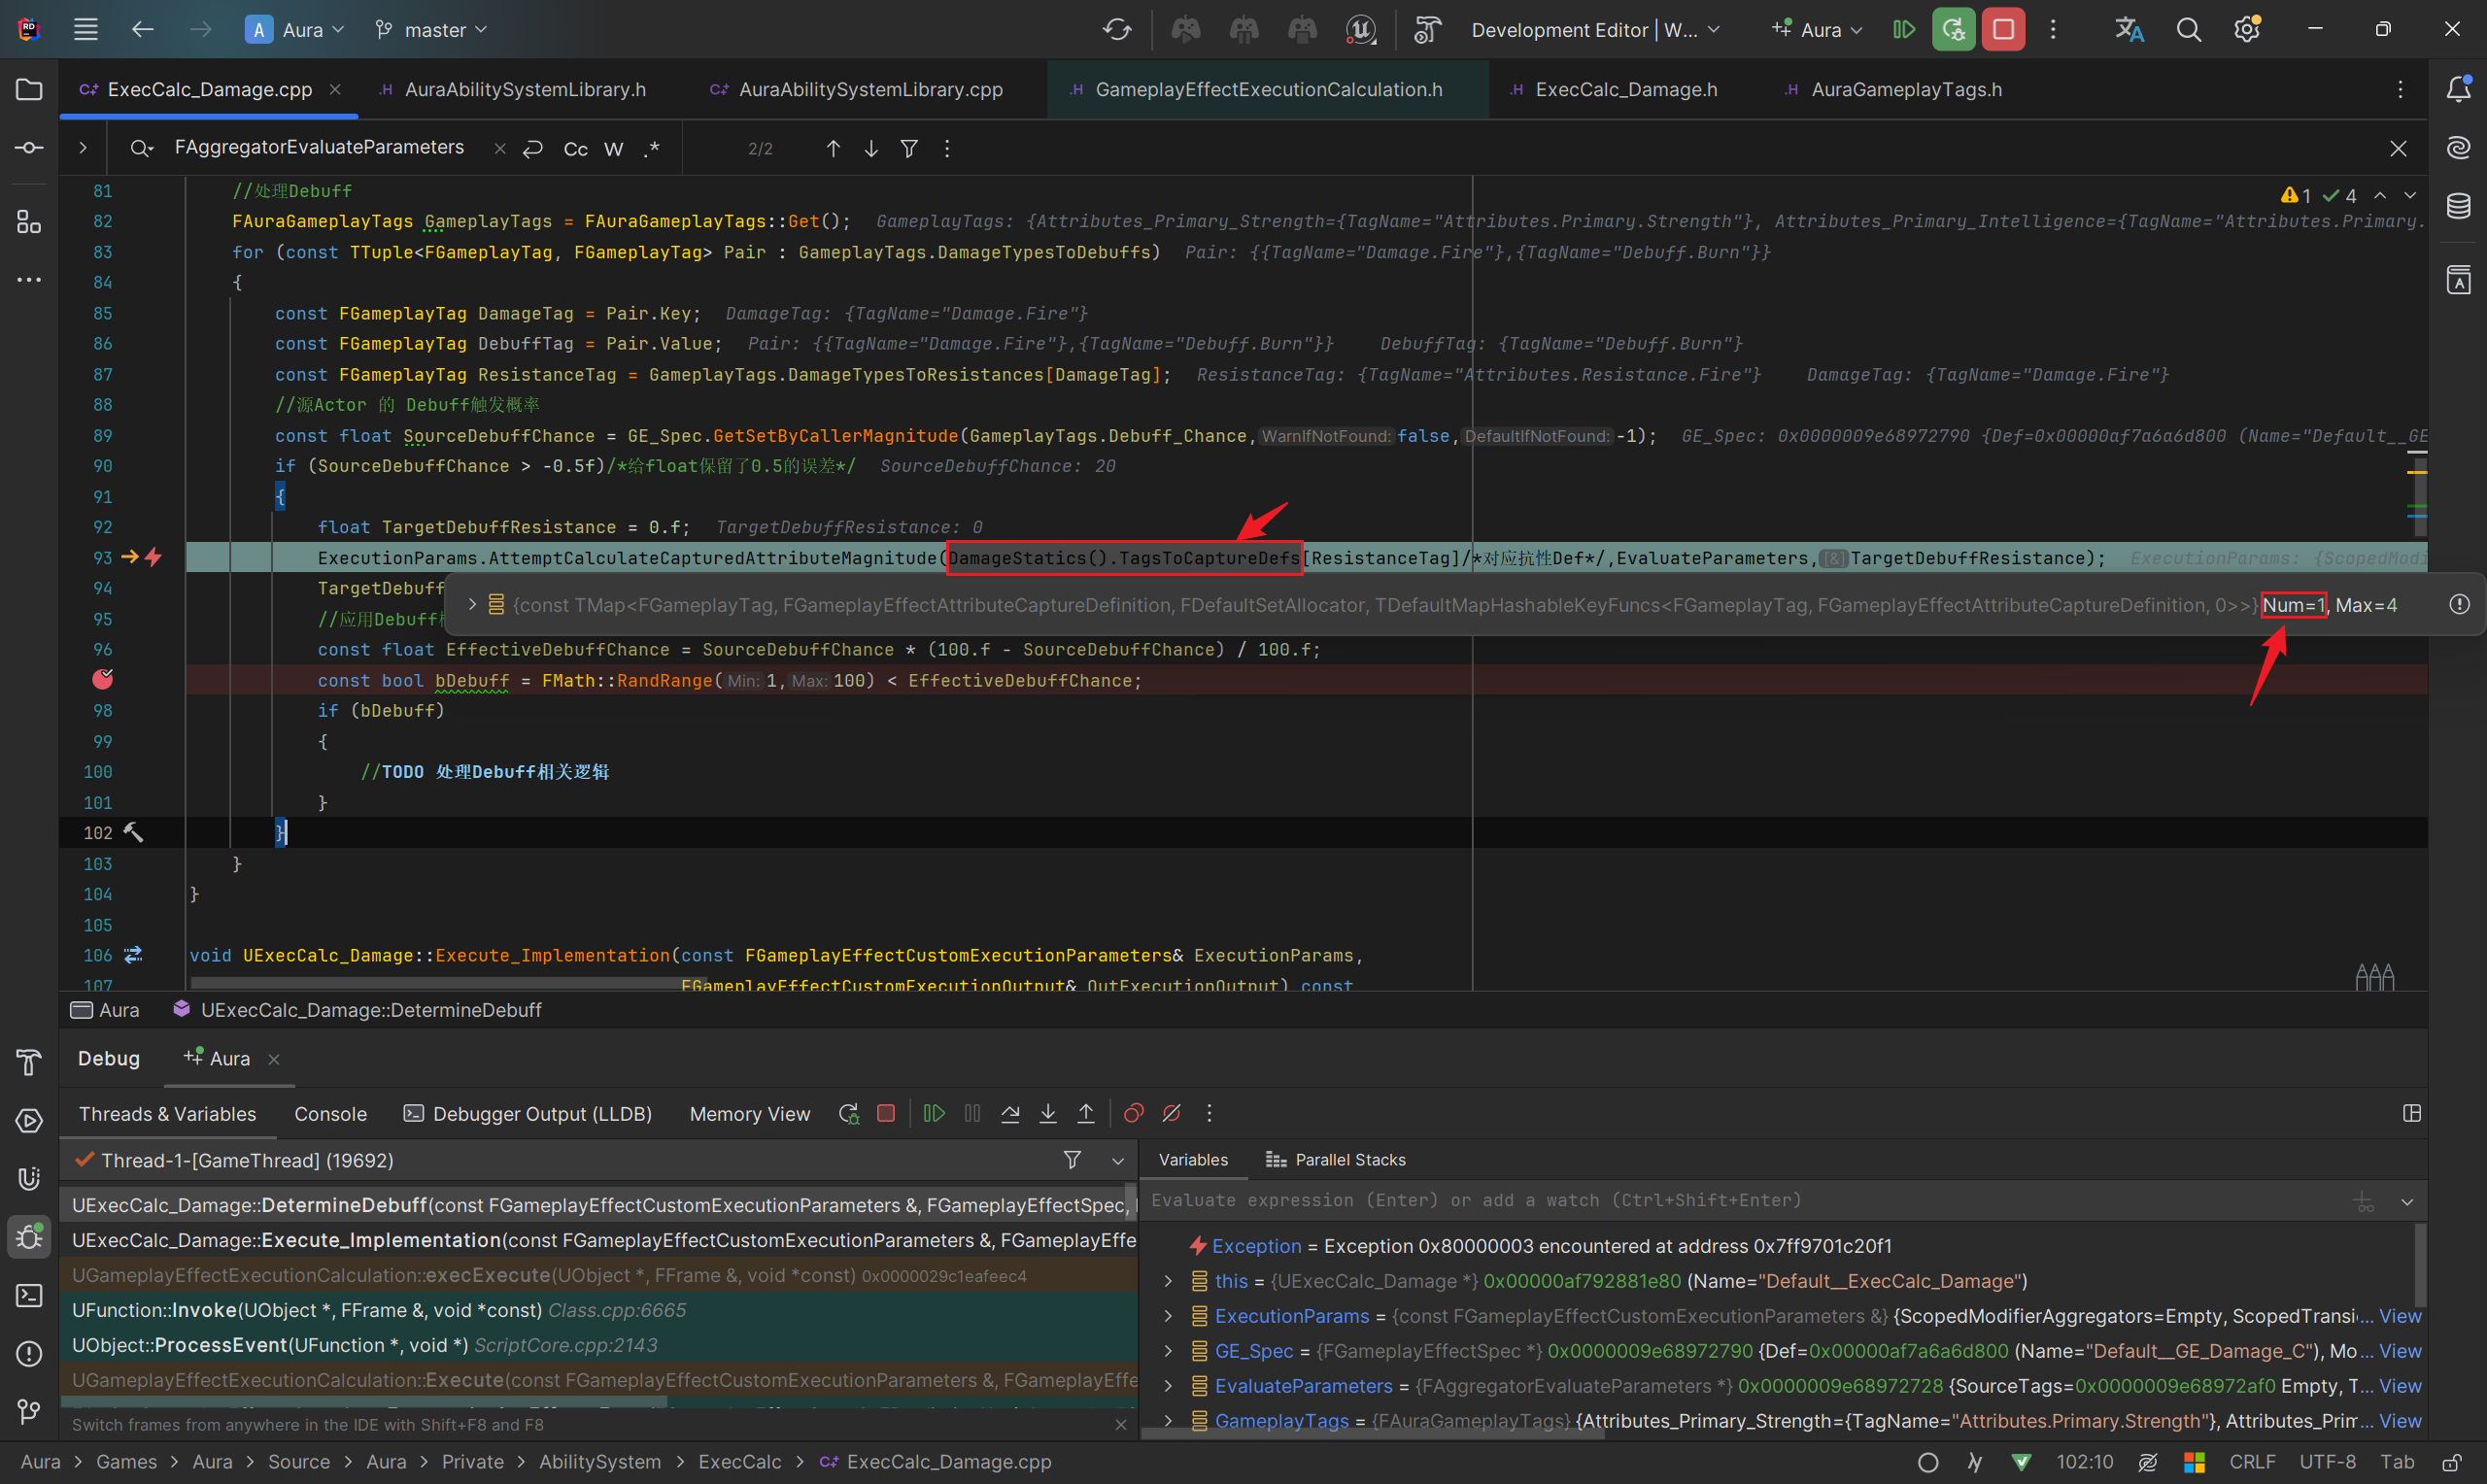 Aura
master
Development Editor | W...
Aura
ExecCalc_Damage.cpp
AuraAbilitySystemLibrary.h
AuraAbilitySystemLibrary.cpp
GameplayEffectExecutionCalculation.h
ExecCalc_Damage.h
AuraGameplayTags.h
FAggregatorEvaluateParameters
Cc W .*
2/2
1 4
81 //处理Debuff
82 FAuraGameplayTags GameplayTags = FAuraGameplayTags::Get(); GameplayTags: {Attributes_Primary_Strength={TagName="Attributes.Primary.Strength"}, Attributes_Primary_Intelligence={TagName="Attributes.Primary.
83 for (const TTuple<FGameplayTag, FGameplayTag> Pair : GameplayTags.DamageTypesToDebuffs) Pair: {{TagName="Damage.Fire"},{TagName="Debuff.Burn"}}
84 {
85 const FGameplayTag DamageTag = Pair.Key; DamageTag: {TagName="Damage.Fire"}
86 const FGameplayTag DebuffTag = Pair.Value; Pair: {{TagName="Damage.Fire"},{TagName="Debuff.Burn"}} DebuffTag: {TagName="Debuff.Burn"}
87 const FGameplayTag ResistanceTag = GameplayTags.DamageTypesToResistances[DamageTag]; ResistanceTag: {TagName="Attributes.Resistance.Fire"} DamageTag: {TagName="Damage.Fire"}
88 //源Actor 的 Debuff触发概率
89 const float SourceDebuffChance = GE_Spec.GetSetByCallerMagnitude(GameplayTags.Debuff_Chance, WarnIfNotFound: false, DefaultIfNotFound: -1); GE_Spec: 0x0000009e68972790 {Def=0x00000af7a6a6d800 (Name="Default__GE
90 if (SourceDebuffChance > -0.5f)/*给float保留了0.5的误差*/ SourceDebuffChance: 20
91 {
92 float TargetDebuffResistance = 0.f; TargetDebuffResistance: 0
93 ExecutionParams.AttemptCalculateCapturedAttributeMagnitude(DamageStatics().TagsToCaptureDefs[ResistanceTag]/*对应抗性Def*/,EvaluateParameters,[&]TargetDebuffResistance); ExecutionParams: {ScopedModi
94 TargetDebuff
{const TMap<FGameplayTag, FGameplayEffectAttributeCaptureDefinition, FDefaultSetAllocator, TDefaultMapHashableKeyFuncs<FGameplayTag, FGameplayEffectAttributeCaptureDefinition, 0>>} Num=1, Max=4
95 //应用Debuff
96 const float EffectiveDebuffChance = SourceDebuffChance * (100.f - SourceDebuffChance) / 100.f;
const bool bDebuff = FMath::RandRange( Min: 1, Max: 100) < EffectiveDebuffChance;
98 if (bDebuff)
99 {
100 //TODO 处理Debuff相关逻辑
101 }
102 }
103 }
104 }
105
106 void UExecCalc_Damage::Execute_Implementation(const FGameplayEffectCustomExecutionParameters& ExecutionParams,
107 FGameplayEffectCustomExecutionOutput& OutExecutionOutput) const
Aura UExecCalc_Damage::DetermineDebuff
Debug Aura
Threads & Variables Console Debugger Output (LLDB) Memory View
Thread-1-[GameThread] (19692)
UExecCalc_Damage::DetermineDebuff(const FGameplayEffectCustomExecutionParameters &, FGameplayEffectSpec,
UExecCalc_Damage::Execute_Implementation(const FGameplayEffectCustomExecutionParameters &, FGameplayEffe
UGameplayEffectExecutionCalculation::execExecute(UObject *, FFrame &, void *const) 0x0000029c1eafeec4
UFunction::Invoke(UObject *, FFrame &, void *const) Class.cpp:6665
UObject::ProcessEvent(UFunction *, void *) ScriptCore.cpp:2143
UGameplayEffectExecutionCalculation::Execute(const FGameplayEffectCustomExecutionParameters &, FGameplayEffe
Switch frames from anywhere in the IDE with Shift+F8 and F8
Variables Parallel Stacks
Evaluate expression (Enter) or add a watch (Ctrl+Shift+Enter)
Exception = Exception 0x80000003 encountered at address 0x7ff9701c20f1
this = {UExecCalc_Damage *} 0x00000af792881e80 (Name="Default__ExecCalc_Damage")
ExecutionParams = {const FGameplayEffectCustomExecutionParameters &} {ScopedModifierAggregators=Empty, ScopedTransi... View
GE_Spec = {FGameplayEffectSpec *} 0x0000009e68972790 {Def=0x00000af7a6a6d800 (Name="Default__GE_Damage_C"), Mo... View
EvaluateParameters = {FAggregatorEvaluateParameters *} 0x0000009e68972728 {SourceTags=0x0000009e68972af0 Empty, T... View
GameplayTags = {FAuraGameplayTags} {Attributes_Primary_Strength={TagName="Attributes.Primary.Strength"}, Attributes_Prim... View
Aura > Games > Aura > Source > Aura > Private > AbilitySystem > ExecCalc > ExecCalc_Damage.cpp
102:10 CRLF UTF-8 Tab